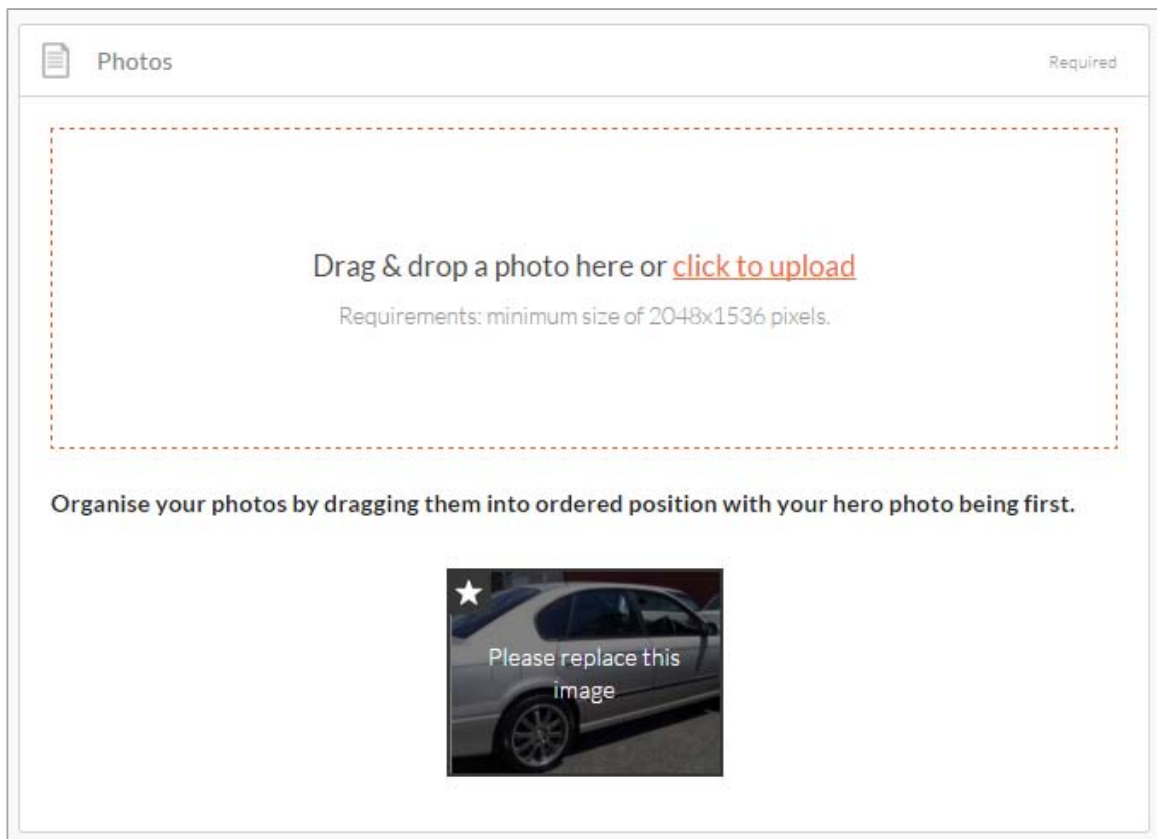 Photos
Required
Drag & drop a photo here or click to upload
Requirements: minimum size of 2048x1536 pixels.
Organise your photos by dragging them into ordered position with your hero photo being first.
Please replace this
image